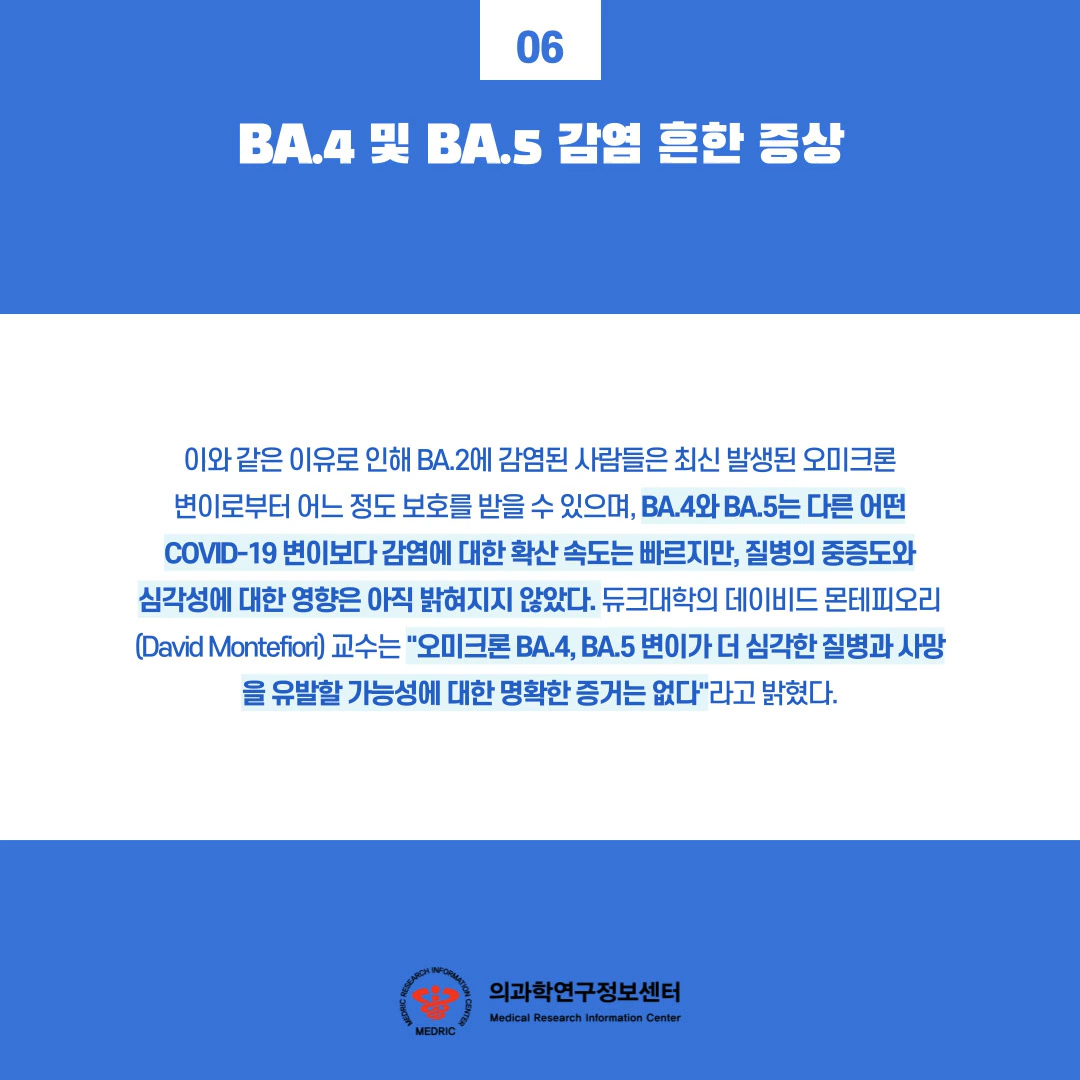 06
BA.4 및 BA.5 감염 흔한 증상
이와 같은 이유로 인해 BA.2에 감염된 사람들은 최신 발생된 오미크론
변이로부터 어느 정도 보호를 받을 수 있으며, BA.4와 BA.5는 다른 어떤
COVID-19 변이보다 감염에 대한 확산 속도는 빠르지만, 질병의 중증도와
심각성에 대한 영향은 아직 밝혀지지 않았다. 듀크대학의 데이비드 몬테피오리
(David Montefiori) 교수는 "오미크론 BA.4, BA.5 변이가 더 심각한 질병과 사망
을 유발할 가능성에 대한 명확한 증거는 없다"라고 밝혔다.
MEDRIC RESEARCH INFORMATION CENTER
MEDRIC
의과학연구정보센터
Medical Research Information Center